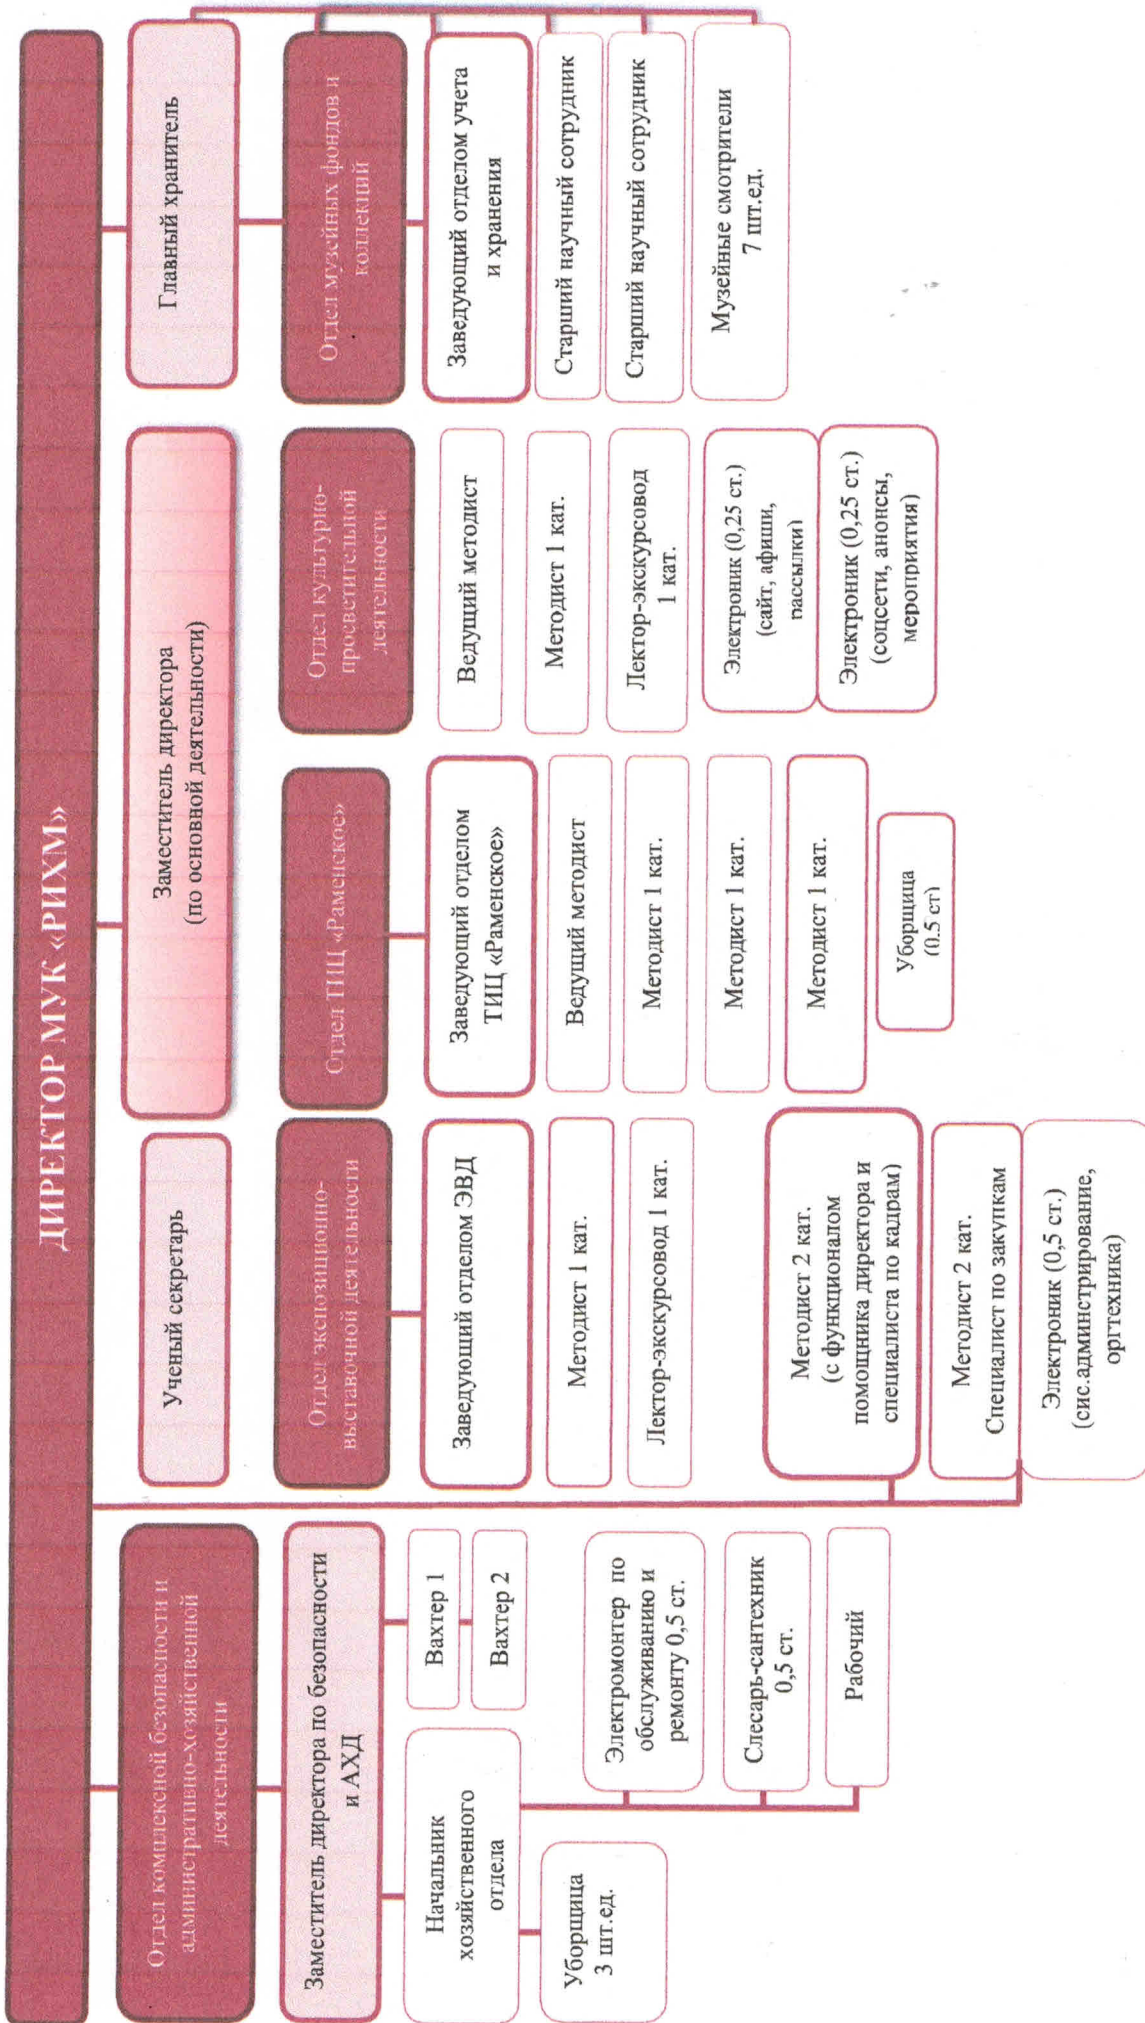 ДИРЕКТОР МУК «РИХМ»
Отдел комплексной безопасности и
административно-хозяйственной
деятельности
Заместитель директора по безопасности
и АХД
Начальник
хозяйственного
отдела
Уборщица
3 шт.ед.
Вахтер 1
Вахтер 2
Электромонтер по
обслуживанию и
ремонту 0,5 ст.
Слесарь-сантехник
0,5 ст.
Рабочий
Ученый секретарь
Отдел экспозиционно-
выставочной деятельности
Заведующий отделом ЭВД
Методист 1 кат.
Лектор-экскурсовод 1 кат.
Методист 2 кат.
(с функционалом
помощника директора и
специалиста по кадрам)
Методист 2 кат.
Специалист по закупкам
Электроник (0,5 ст.)
(сис.администрирование,
оргтехника)
Заместитель директора
(по основной деятельности)
Отдел ТИЦ «Раменское»
Заведующий отделом
ТИЦ «Раменское»
Ведущий методист
Методист 1 кат.
Методист 1 кат.
Методист 1 кат.
Уборщица
(0.5 ст)
Отдел культурно-
просветительной
деятельности
Ведущий методист
Методист 1 кат.
Лектор-экскурсовод
1 кат.
Электроник (0,25 ст.)
(сайт, афиши,
рассылки)
Электроник (0,25 ст.)
(соцсети, анонсы,
мероприятия)
Главный хранитель
Отдел музейных фондов и
коллекций
Заведующий отделом учета
и хранения
Старший научный сотрудник
Старший научный сотрудник
Музейные смотрители
7 шт.ед.